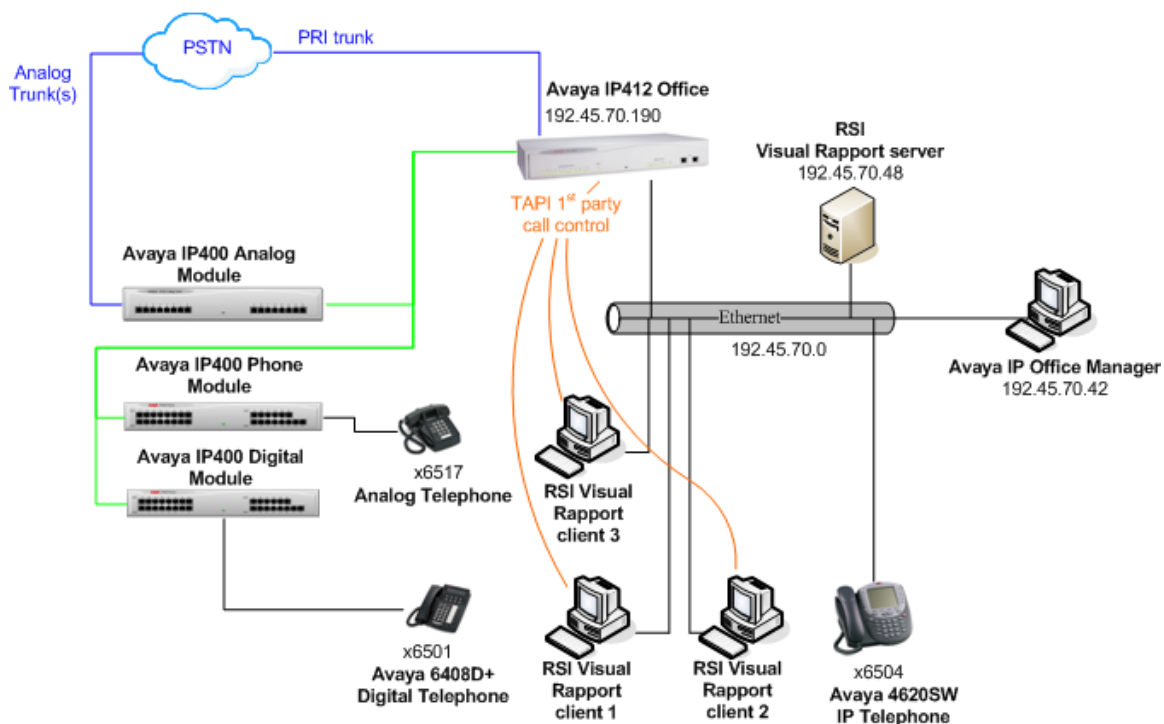 PSTN
PRI trunk
Analog
Trunk(s)
Avaya IP412 Office
192.45.70.190
RSI
Visual Rapport server
192.45.70.48
TAPI 1st party
call control
Avaya IP400 Analog
Module
Ethernet
192.45.70.0
Avaya IP Office Manager
192.45.70.42
Avaya IP400 Phone
Module
x6517
Analog Telephone
Avaya IP400 Digital
Module
RSI Visual
Rapport
client 3
x6501
Avaya 6408D+
Digital Telephone
RSI Visual
Rapport
client 1
RSI Visual
Rapport
client 2
x6504
Avaya 4620SW
IP Telephone